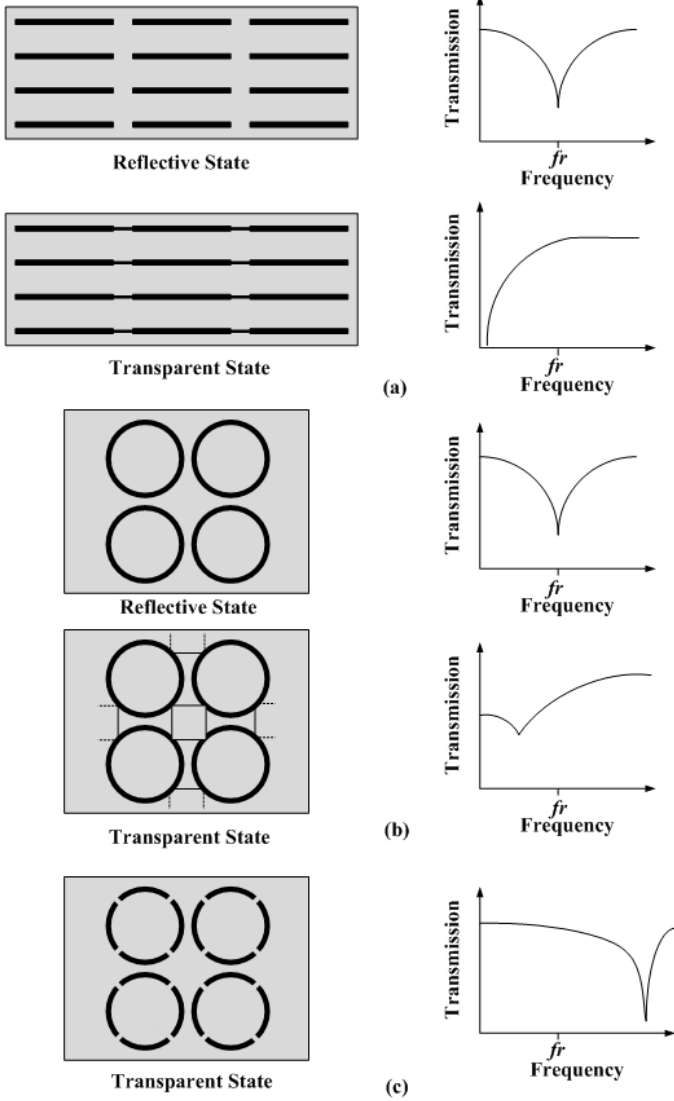 Transmission
fr
Frequency
Reflective State
Transmission
fr
Frequency
Transparent State
(a)
Transmission
fr
Frequency
Reflective State
Transmission
fr
Frequency
Transparent State
(b)
Transmission
fr
Frequency
Transparent State
(c)